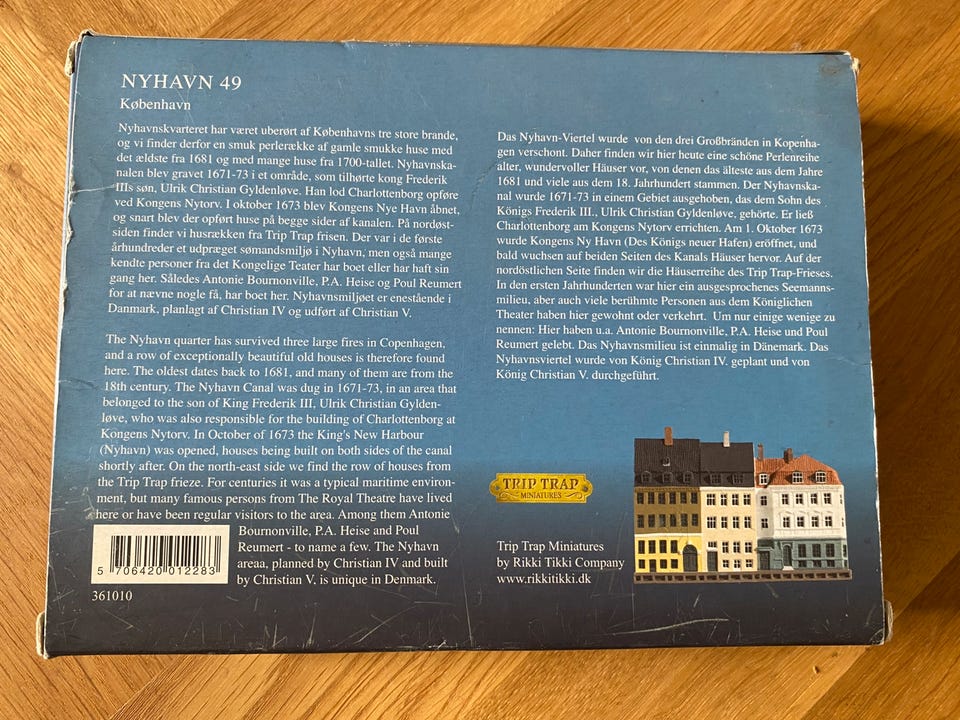 NYHAVN 49
København
Nyhavnskvarteret har været uberørt af Københavns tre store brande,
og vi finder derfor en smuk perlerække af gamle smukke huse med
det ældste fra 1681 og med mange huse fra 1700-tallet. Nyhavnska-
nalen blev gravet 1671-73 i et område, som tilhørte kong Frederik
IIIs søn, Ulrik Christian Gyldenløve. Han lod Charlottenborg opføre
ved Kongens Nytorv. I oktober 1673 blev Kongens Nye Havn åbnet,
og snart blev der opført huse på begge sider af kanalen. På nordøst-
siden finder vi husrækken fra Trip Trap frisen. Der var i de første
århundreder et udpræget sømandsmiljø i Nyhavn, men også mange
kendte personer fra det Kongelige Teater har boet eller har haft sin
gang her. Således Antonie Bournonville, P.A. Heise og Poul Reumert
for at nævne nogle få, har boet her. Nyhavnsmiljøet er enestående i
Danmark, planlagt af Christian IV og udført af Christian V.
The Nyhavn quarter has survived three large fires in Copenhagen,
and a row of exceptionally beautiful old houses is therefore found
here. The oldest dates back to 1681, and many of them are from the
18th century. The Nyhavn Canal was dug in 1671-73, in an area that
belonged to the son of King Frederik III, Ulrik Christian Gylden-
løve, who was also responsible for the building of Charlottenborg at
Kongens Nytorv. In October of 1673 the King's New Harbour
(Nyhavn) was opened, houses being built on both sides of the canal
shortly after. On the north-east side we find the row of houses from
the Trip Trap frieze. For centuries it was a typical maritime environ-
ment, but many famous persons from The Royal Theatre have lived
here or have been regular visitors to the area. Among them Antonie
Bournonville, P.A. Heise and Poul
Reumert - to name a few. The Nyhavn
areaa, planned by Christian IV and built
by Christian V. is unique in Denmark.
5 706420 012283
361010
Das Nyhavn-Viertel wurde von den drei Großbränden in Kopenha-
gen verschont. Daher finden wir hier heute eine schöne Perlenreihe
alter, wundervoller Häuser vor, von denen das älteste aus dem Jahre
1681 und viele aus dem 18. Jahrhundert stammen. Der Nyhavnska-
nal wurde 1671-73 in einem Gebiet ausgehoben, das dem Sohn des
Königs Frederik III., Ulrik Christian Gyldenløve, gehörte. Er ließ
Charlottenborg am Kongens Nytorv errichten. Am 1. Oktober 1673
wurde Kongens Ny Havn (Des Königs neuer Hafen) eröffnet, und
bald wuchsen auf beiden Seiten des Kanals Häuser hervor. Auf der
nordöstlichen Seite finden wir die Häuserreihe des Trip Trap-Frieses.
In den ersten Jahrhunderten war hier ein ausgesprochenes Seemanns-
milieu, aber auch viele berühmte Personen aus dem Königlichen
Theater haben hier gewohnt oder verkehrt. Um nur einige wenige zu
nennen: Hier haben u.a. Antonie Bournonville, P.A. Heise und Poul
Reumert gelebt. Das Nyhavnsmilieu ist einmalig in Dänemark. Das
Nyhavnsviertel wurde von König Christian IV. geplant und von
König Christian V. durchgeführt.
TRIP TRAP
MINIATURES
Trip Trap Miniatures
by Rikki Tikki Company
www.rikkitikki.dk